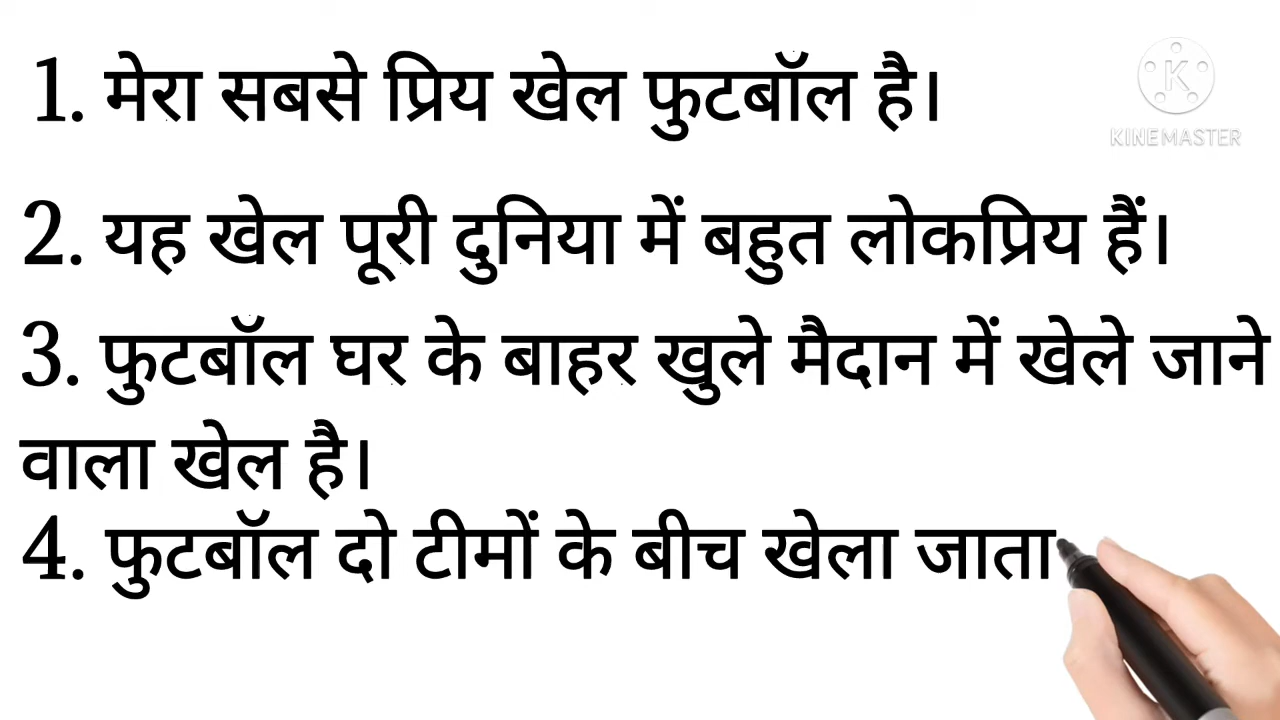 1. मेरा सबसे प्रिय खेल फुटबॉल है।
KINEMASTER
2. यह खेल पूरी दुनिया में बहुत लोकप्रिय हैं।
3. फुटबॉल घर के बाहर खुले मैदान में खेले जाने
वाला खेल है।
4. फुटबॉल दो टीमों के बीच खेला जाता